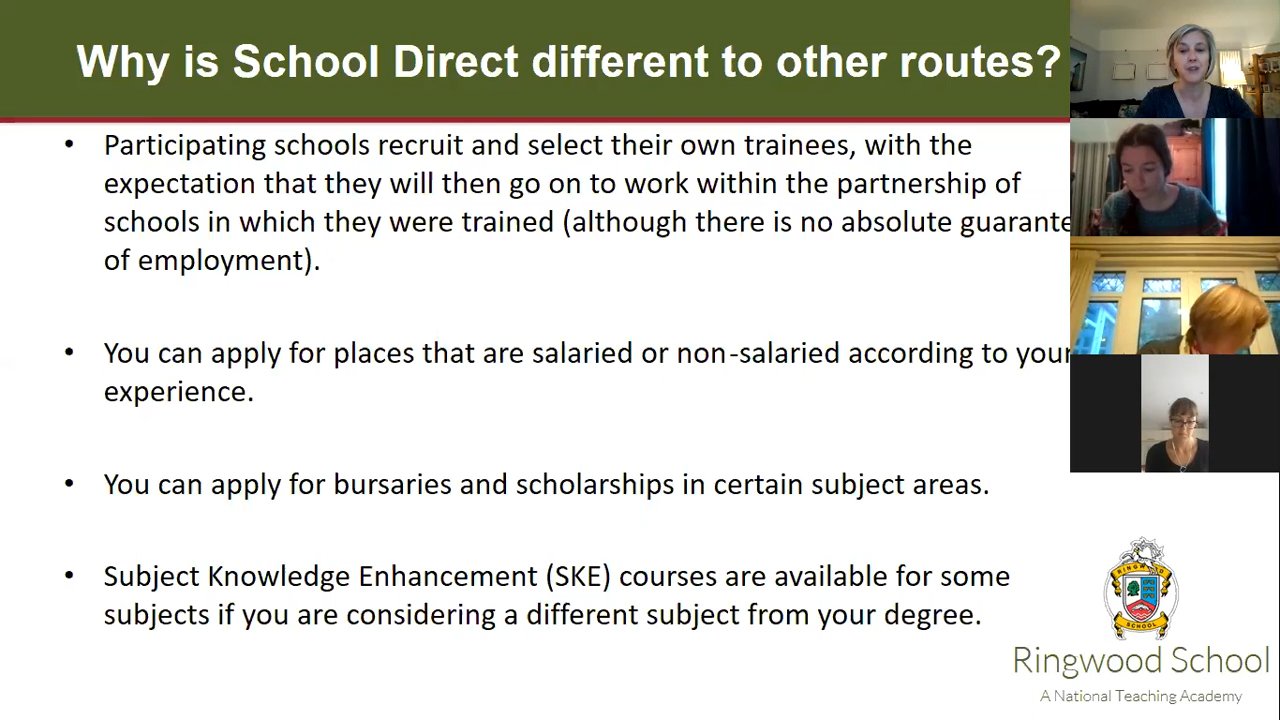 Why is School Direct different to other routes?
• Participating schools recruit and select their own trainees, with the
expectation that they will then go on to work within the partnership of
schools in which they were trained (although there is no absolute guarante
of employment).
• You can apply for places that are salaried or non-salaried according to your
experience.
• You can apply for bursaries and scholarships in certain subject areas.
• Subject Knowledge Enhancement (SKE) courses are available for some
subjects if you are considering a different subject from your degree.
RINGWOOD
SCHOOL
Ringwood School
A National Teaching Academy